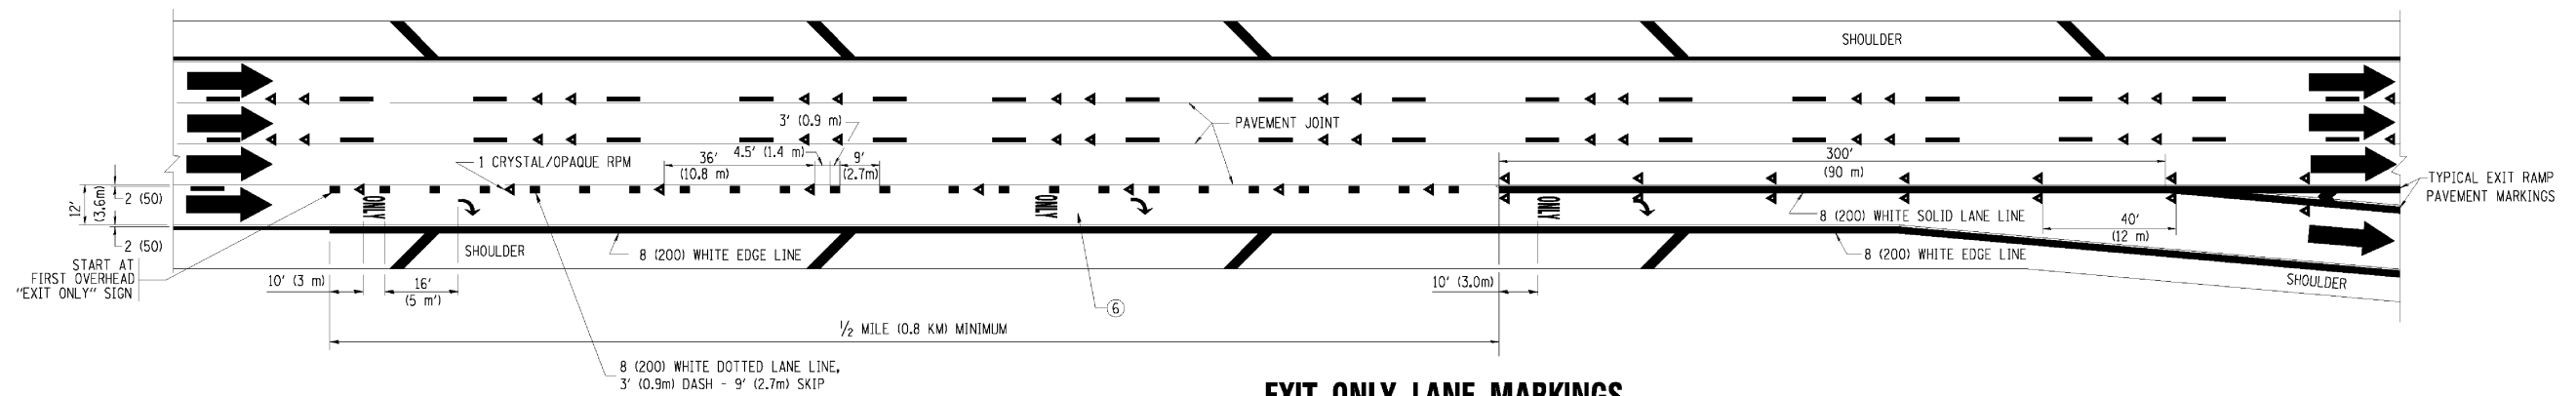 SHOULDER
3' (0.9 m)
PAVEMENT JOINT
1 CRYSTAL/OPAQUE RPM
36'
(10.8 m)
4.5' (1.4 m)
9'
(2.7m)
300'
(90 m)
12'
(3.6m)
2 (50)
2 (50)
ONLY
ONLY
ONLY
TYPICAL EXIT RAMP
PAVEMENT MARKINGS
8 (200) WHITE SOLID LANE LINE
40'
(12 m)
START AT
FIRST OVERHEAD
"EXIT ONLY" SIGN
SHOULDER
8 (200) WHITE EDGE LINE
8 (200) WHITE EDGE LINE
10' (3 m)
16'
(5 m')
10' (3.0m)
SHOULDER
6
1/2 MILE (0.8 KM) MINIMUM
8 (200) WHITE DOTTED LANE LINE,
3' (0.9m) DASH - 9' (2.7m) SKIP
EXIT ONLY LANE MARKINGS